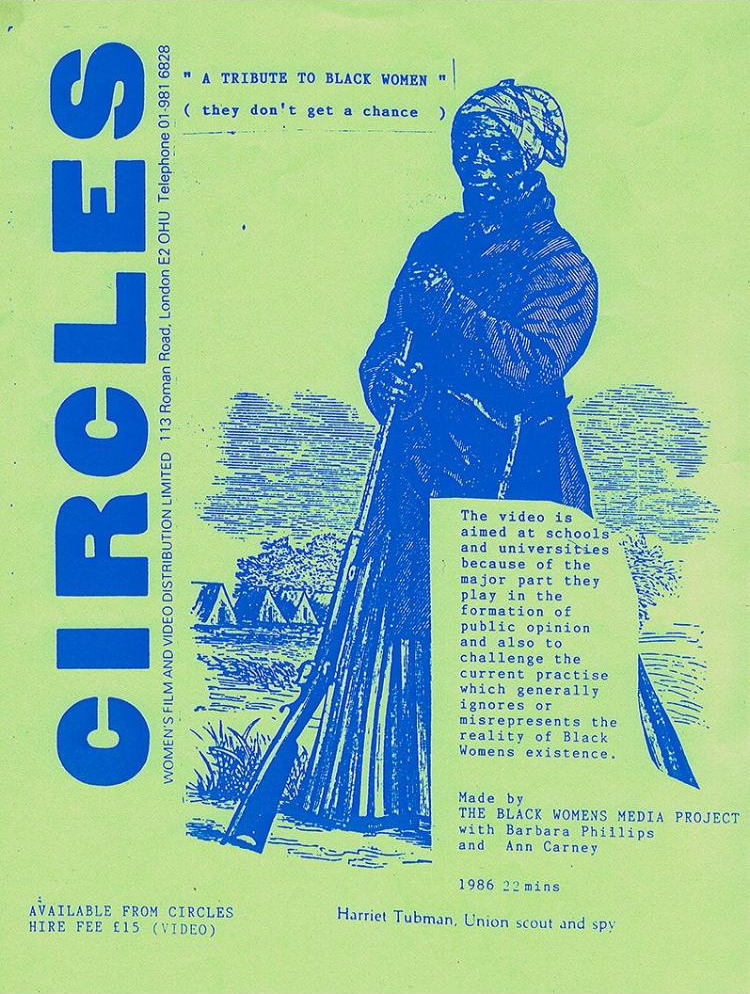 CIRCLES
WOMEN'S FILM AND VIDEO DISTRIBUTION LIMITED 113 Roman Road, London E2 OHU Telephone 01-981 6828
" A TRIBUTE TO BLACK WOMEN "
( they don't get a chance )
The video is
aimed at schools
and universities
because of the
major part they
play in the
formation of
public opinion
and also to
challenge the
current practise
which generally
ignores or
misrepresents the
reality of Black
Womens existence.
Made by
THE BLACK WOMENS MEDIA PROJECT
with Barbara Phillips
and Ann Carney
1986 22mins
AVAILABLE FROM CIRCLES
HIRE FEE £15 (VIDEO)
Harriet Tubman, Union scout and spy